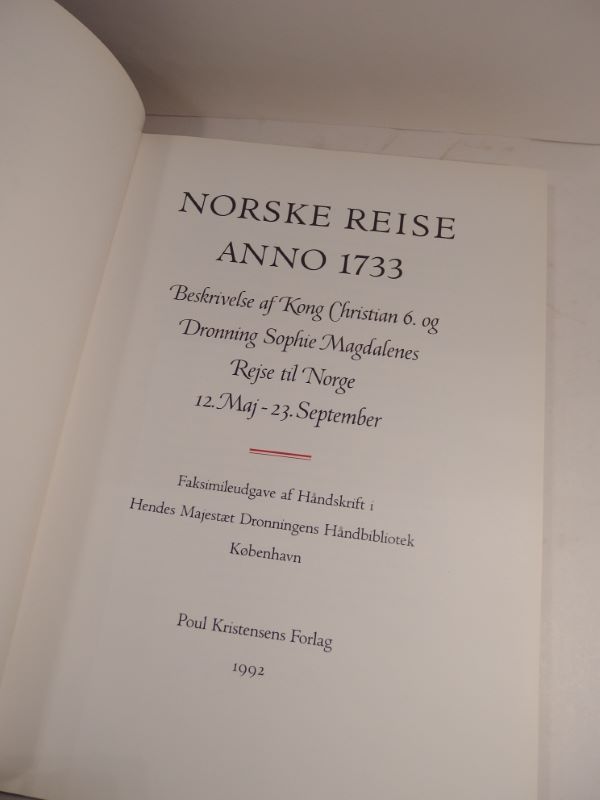 NORSKE REISE
ANNO 1733
Beskrivelse af Kong Christian 6. og
Dronning Sophie Magdalenes
Rejse til Norge
12. Maj - 23. September
Faksimileudgave af Håndskrift i
Hendes Majestæt Dronningens Håndbibliotek
København
Poul Kristensens Forlag
1992